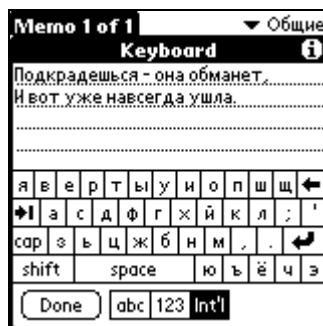 Memo 1 of 1 ▼ Общие
Keyboard i
Подкрадешься - она обманет,
И вот уже навсегда ушла.
я в е р т ы у и о п ш щ
а с д ф г х й к л ; '
cap з ь ц ж б н м , .
shift space ю ъ ё ч э
Done abc 123 Int'l